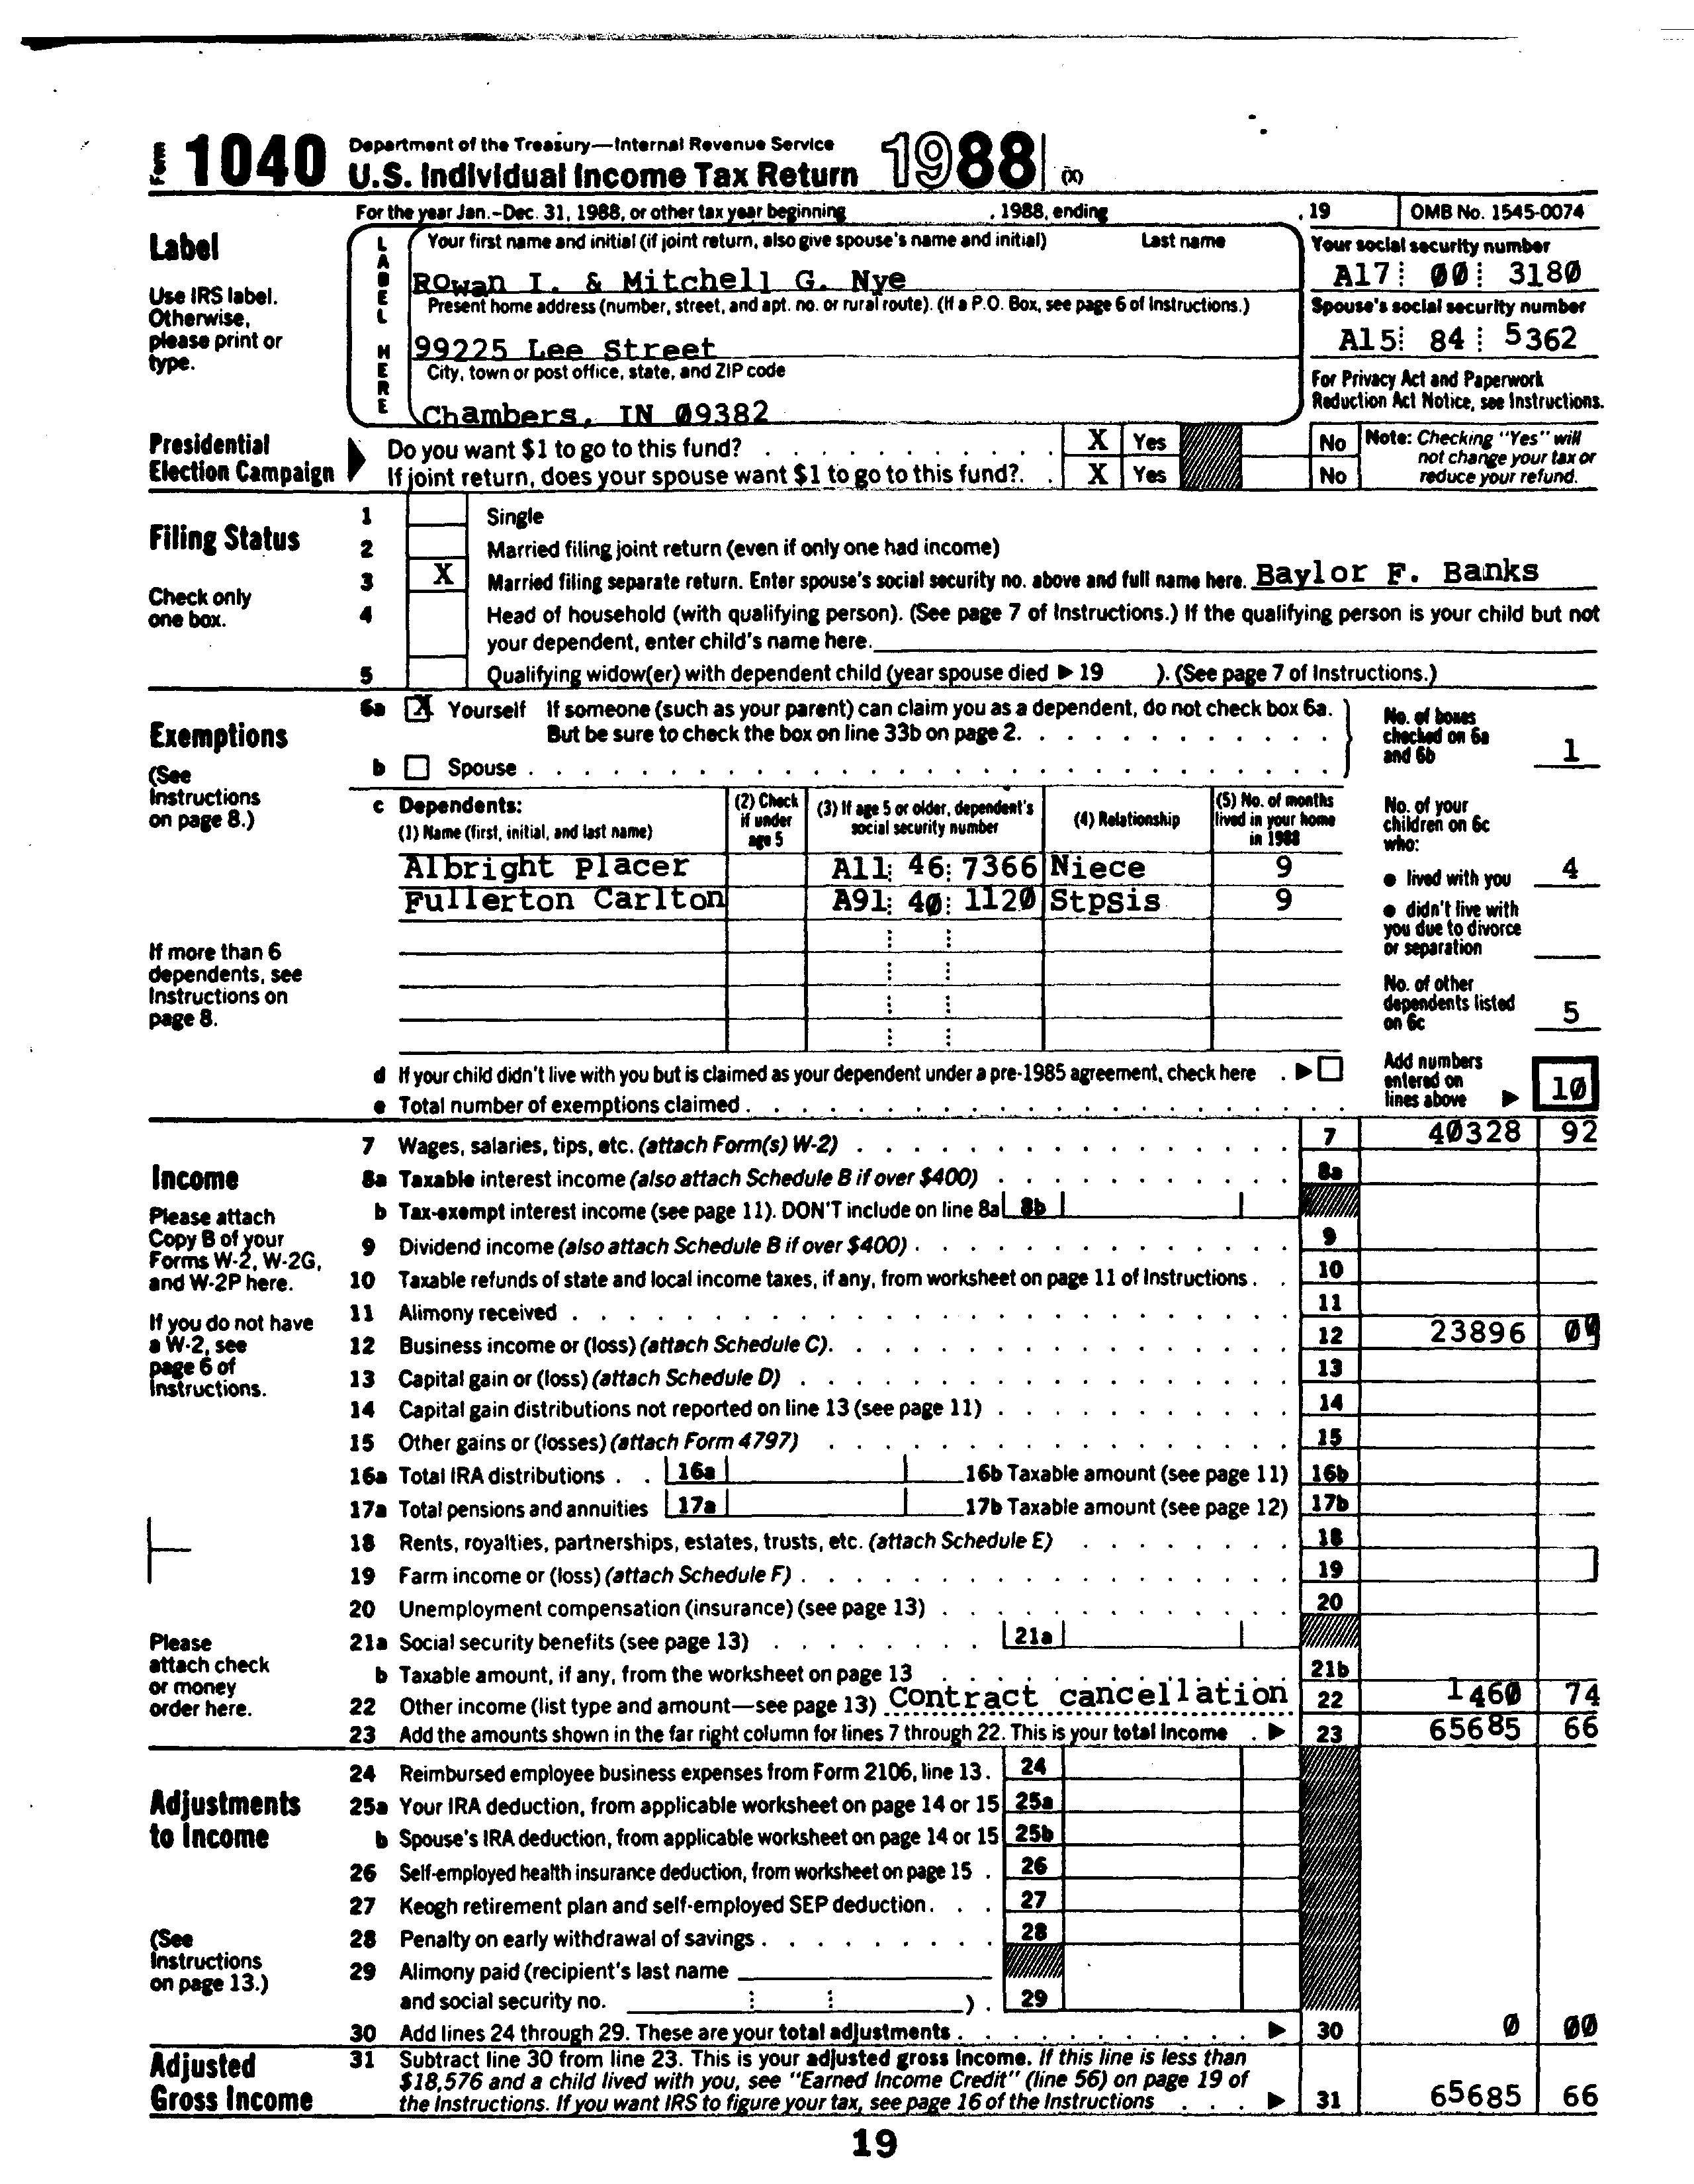 Form 1040 Department of the Treasury—Internal Revenue Service
U.S. Individual Income Tax Return 1988 (X)
For the year Jan.-Dec. 31, 1988, or other tax year beginning , 1988, ending , 19 OMB No. 1545-0074
Label
Use IRS label. Otherwise, please print or type.
LABEL HERE
Your first name and initial (if joint return, also give spouse's name and initial) Last name
ROwan I. & Mitchell G. Nye
Your social security number
A17 00 3180
Present home address (number, street, and apt. no. or rural route). (If a P.O. Box, see page 6 of Instructions.)
99225 Lee Street
Spouse's social security number
A15 84 5362
City, town or post office, state, and ZIP code
Chambers, IN 09382
For Privacy Act and Paperwork Reduction Act Notice, see Instructions.
Presidential Election Campaign
Do you want $1 to go to this fund? X Yes No
If joint return, does your spouse want $1 to go to this fund?. X Yes No
Note: Checking "Yes" will not change your tax or reduce your refund.
Filing Status
Check only one box.
1 Single
2 Married filing joint return (even if only one had income)
3 X Married filing separate return. Enter spouse's social security no. above and full name here. Baylor F. Banks
4 Head of household (with qualifying person). (See page 7 of Instructions.) If the qualifying person is your child but not
your dependent, enter child's name here.
5 Qualifying widow(er) with dependent child (year spouse died ▶ 19 ). (See page 7 of Instructions.)
Exemptions
(See Instructions on page 8.)
6a X Yourself If someone (such as your parent) can claim you as a dependent, do not check box 6a.
But be sure to check the box on line 33b on page 2.
b Spouse
No. of boxes checked on 6a and 6b 1
c Dependents:
(1) Name (first, initial, and last name) (2) Check if under age 5 (3) If age 5 or older, dependent's social security number (4) Relationship (5) No. of months lived in your home in 1988
Albright Placer A11 46 7366 Niece 9
Fullerton Carlton A91 40 1120 Stpsis 9
If more than 6 dependents, see Instructions on page 8.
No. of your children on 6c who:
● lived with you 4
● didn't live with you due to divorce or separation
No. of other dependents listed on 6c 5
d If your child didn't live with you but is claimed as your dependent under a pre-1985 agreement, check here . ▶
e Total number of exemptions claimed
Add numbers entered on lines above ▶ 10
Income
Please attach Copy B of your Forms W-2, W-2G, and W-2P here.
If you do not have a W-2, see page 6 of Instructions.
Please attach check or money order here.
7 Wages, salaries, tips, etc. (attach Form(s) W-2) 7 40328 92
8a Taxable interest income (also attach Schedule B if over $400) 8a
b Tax-exempt interest income (see page 11). DON'T include on line 8a 8b
9 Dividend income (also attach Schedule B if over $400) 9
10 Taxable refunds of state and local income taxes, if any, from worksheet on page 11 of Instructions 10
11 Alimony received 11
12 Business income or (loss) (attach Schedule C). 12 23896 00
13 Capital gain or (loss) (attach Schedule D) 13
14 Capital gain distributions not reported on line 13 (see page 11) 14
15 Other gains or (losses) (attach Form 4797) 15
16a Total IRA distributions 16a 16b Taxable amount (see page 11) 16b
17a Total pensions and annuities 17a 17b Taxable amount (see page 12) 17b
18 Rents, royalties, partnerships, estates, trusts, etc. (attach Schedule E) 18
19 Farm income or (loss) (attach Schedule F) 19
20 Unemployment compensation (insurance) (see page 13) 20
21a Social security benefits (see page 13) 21a
b Taxable amount, if any, from the worksheet on page 13 21b
22 Other income (list type and amount—see page 13) Contract cancellation 22 1460 74
23 Add the amounts shown in the far right column for lines 7 through 22. This is your total income . ▶ 23 65685 66
Adjustments to Income
(See Instructions on page 13.)
24 Reimbursed employee business expenses from Form 2106, line 13. 24
25a Your IRA deduction, from applicable worksheet on page 14 or 15 25a
b Spouse's IRA deduction, from applicable worksheet on page 14 or 15 25b
26 Self-employed health insurance deduction, from worksheet on page 15 . 26
27 Keogh retirement plan and self-employed SEP deduction. 27
28 Penalty on early withdrawal of savings 28
29 Alimony paid (recipient's last name
and social security no. ) . 29
30 Add lines 24 through 29. These are your total adjustments ▶ 30 0 00
Adjusted Gross Income
31 Subtract line 30 from line 23. This is your adjusted gross income. If this line is less than
$18,576 and a child lived with you, see "Earned Income Credit" (line 56) on page 19 of
the Instructions. If you want IRS to figure your tax, see page 16 of the Instructions ▶ 31 65685 66
19